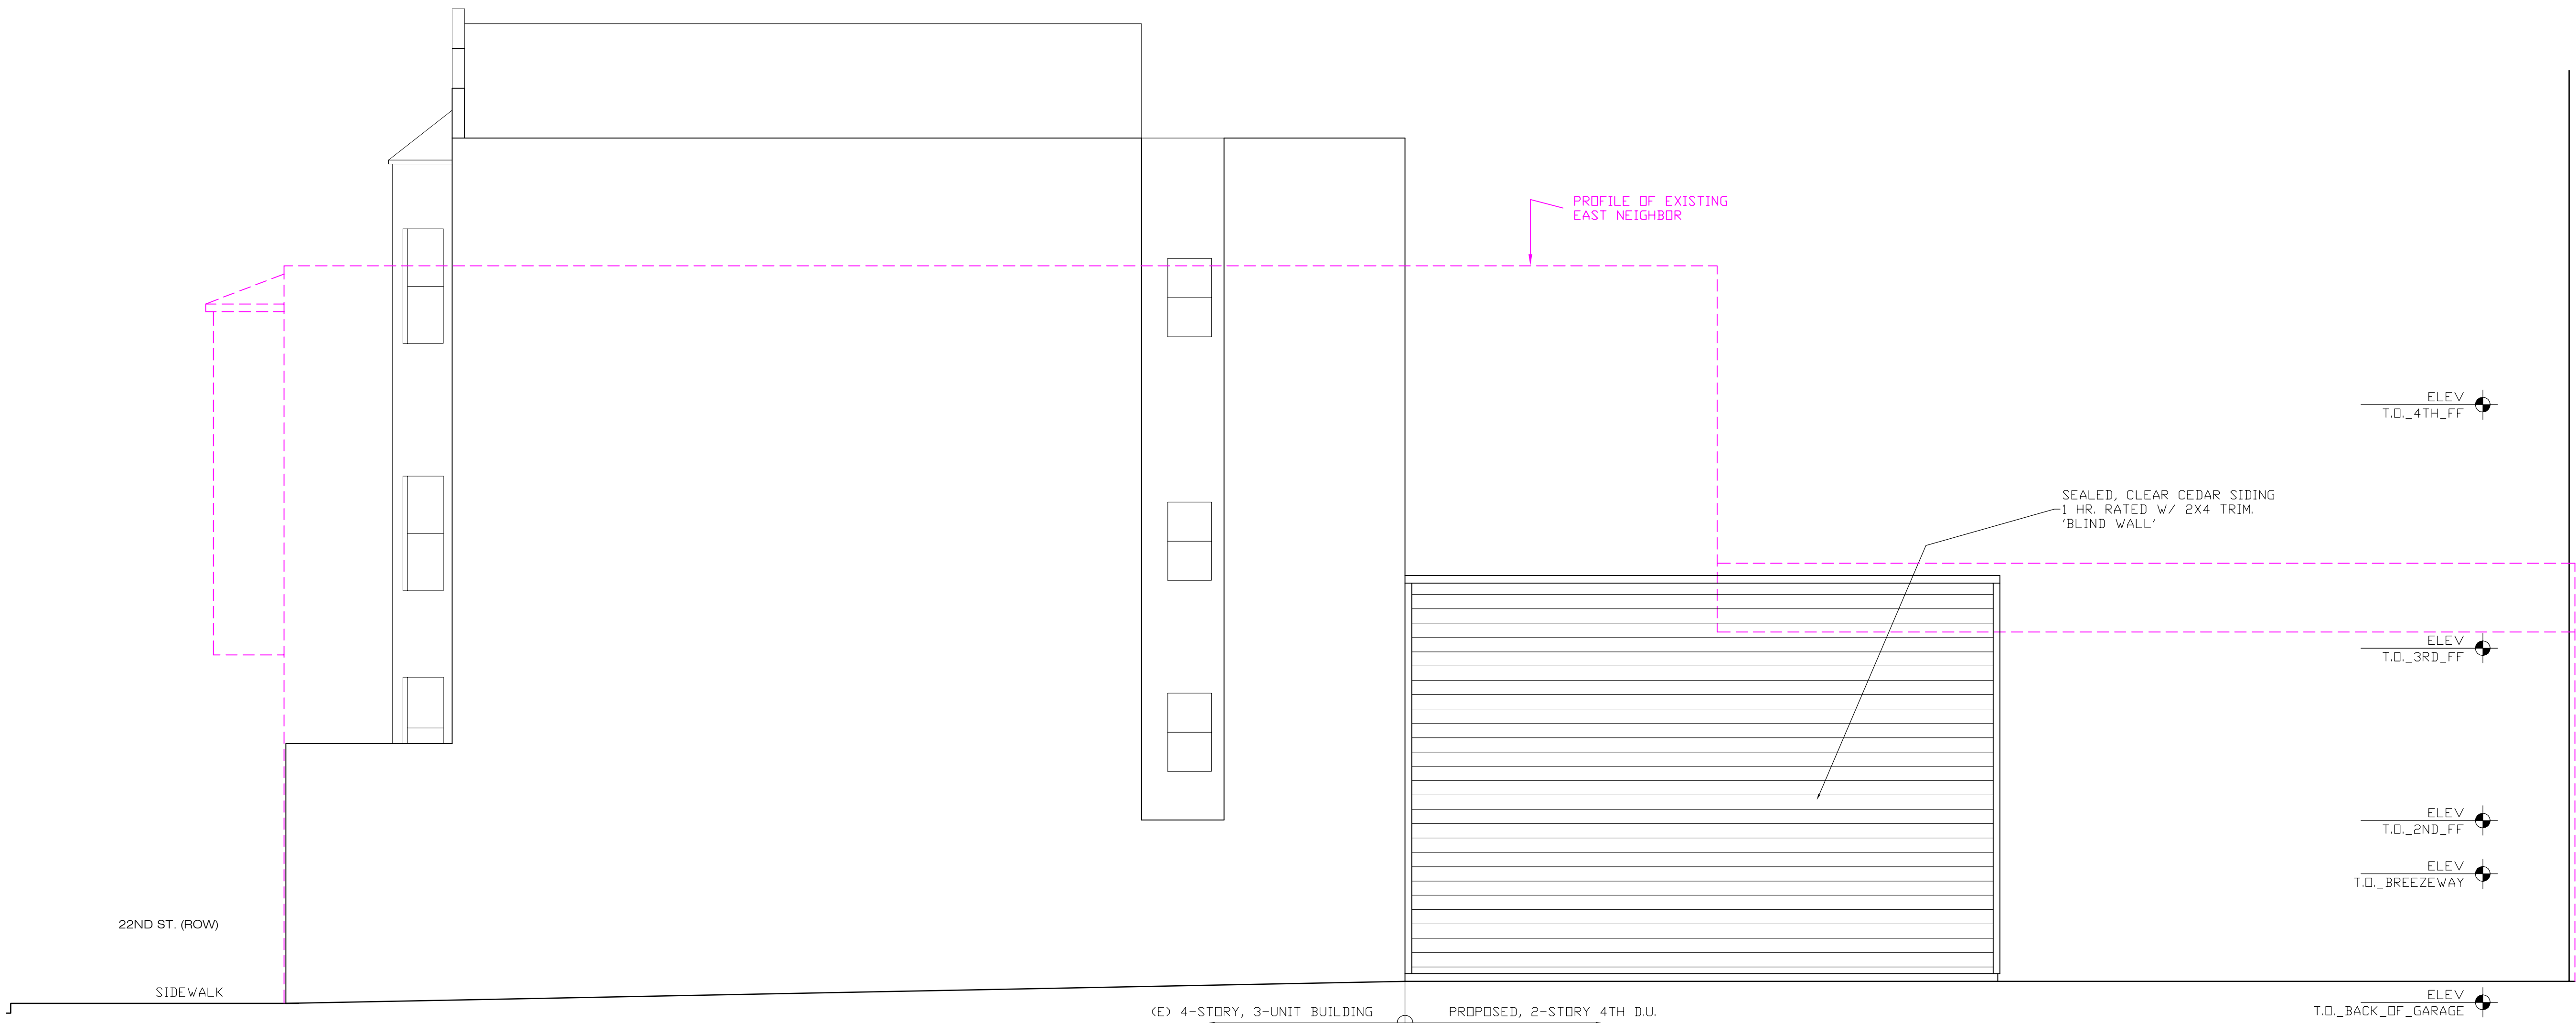 PROFILE OF EXISTING
EAST NEIGHBOR
ELEV
T.O._4TH_FF
SEALED, CLEAR CEDAR SIDING
1 HR. RATED W/ 2X4 TRIM.
'BLIND WALL'
ELEV
T.O._3RD_FF
ELEV
T.O._2ND_FF
ELEV
T.O._BREEZEWAY
22ND ST. (ROW)
SIDEWALK
ELEV
T.O._BACK_OF_GARAGE
(E) 4-STORY, 3-UNIT BUILDING
PROPOSED, 2-STORY 4TH D.U.